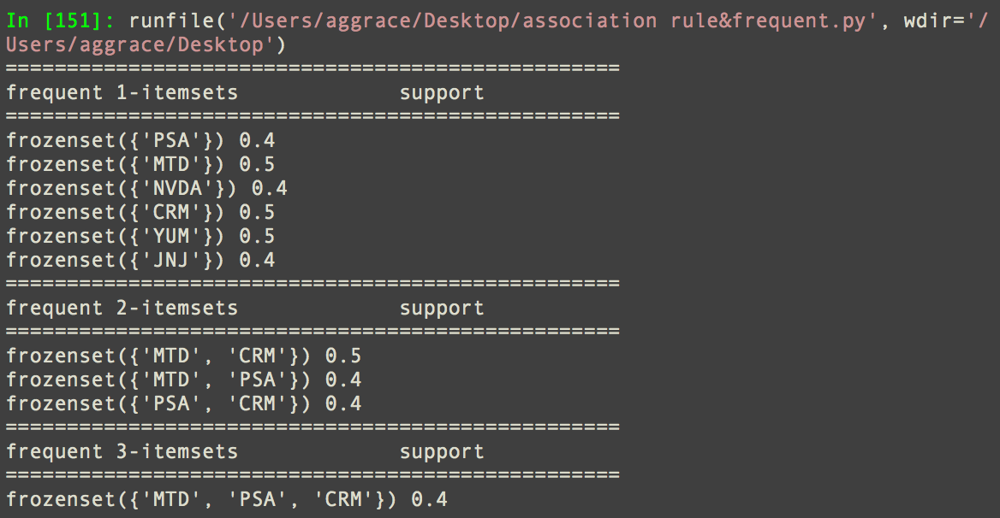 In [151]: runfile('/Users/aggrace/Desktop/association rule&frequent.py', wdir='/
Users/aggrace/Desktop')
==================================================
frequent 1-itemsets             support
==================================================
frozenset({'PSA'}) 0.4
frozenset({'MTD'}) 0.5
frozenset({'NVDA'}) 0.4
frozenset({'CRM'}) 0.5
frozenset({'YUM'}) 0.5
frozenset({'JNJ'}) 0.4
==================================================
frequent 2-itemsets             support
==================================================
frozenset({'MTD', 'CRM'}) 0.5
frozenset({'MTD', 'PSA'}) 0.4
frozenset({'PSA', 'CRM'}) 0.4
==================================================
frequent 3-itemsets             support
==================================================
frozenset({'MTD', 'PSA', 'CRM'}) 0.4